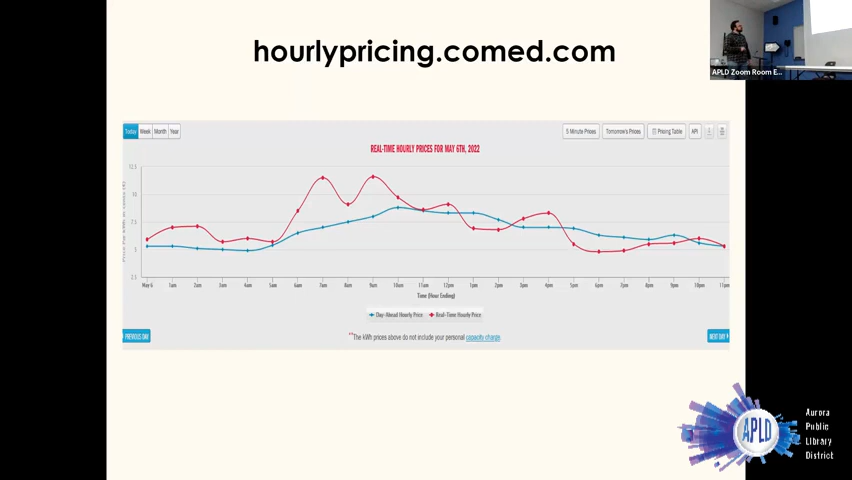 hourlypricing.comed.com
APLD Zoom Room E...
Today Week Month Year
5 Minute Prices Tomorrow's Prices Pricing Table API
REAL-TIME HOURLY PRICES FOR MAY 6TH, 2022
12.5
10
7.5
5
2.5
May 6 1am 2am 3am 4am 5am 6am 7am 8am 9am 10am 11am 12pm 1pm 2pm 3pm 4pm 5pm 6pm 7pm 8pm 9pm 10pm 11pm
Time (Hour Ending)
Day-Ahead Hourly Price Real-Time Hourly Price
PREVIOUS DAY
**The kWh prices above do not include your personal capacity charge.
NEXT DAY
APLD
Aurora
Public
Library
District